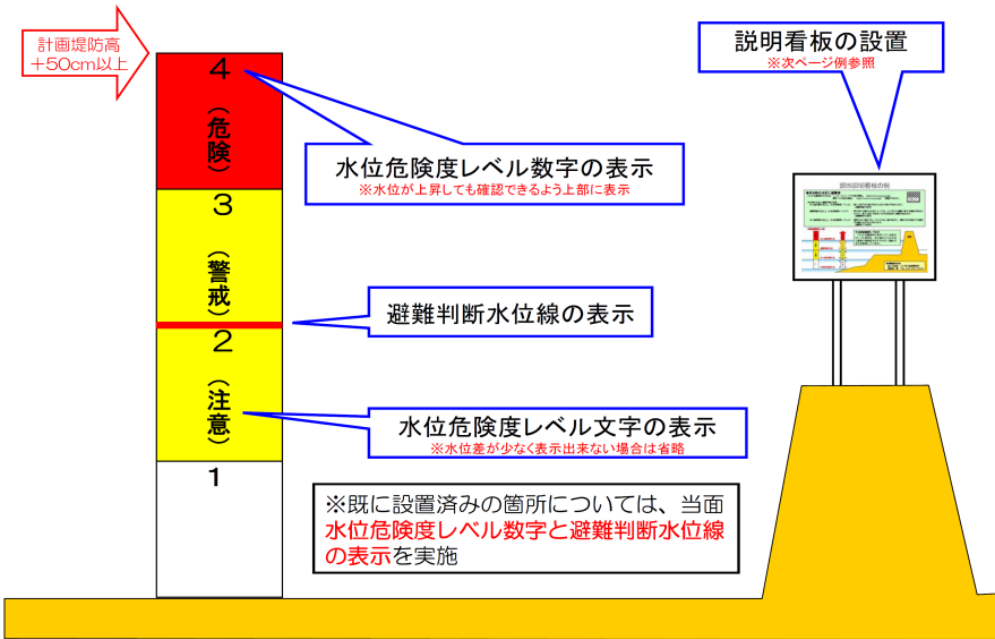 計画堤防高
+50cm以上
4
（危険）
3
（警戒）
2
（注意）
1
水位危険度レベル数字の表示
※水位が上昇しても確認できるよう上部に表示
避難判断水位線の表示
水位危険度レベル文字の表示
※水位差が少なく表示出来ない場合は省略
※既に設置済みの箇所については、当面
水位危険度レベル数字と避難判断水位線
の表示を実施
説明看板の設置
※次ページ例参照